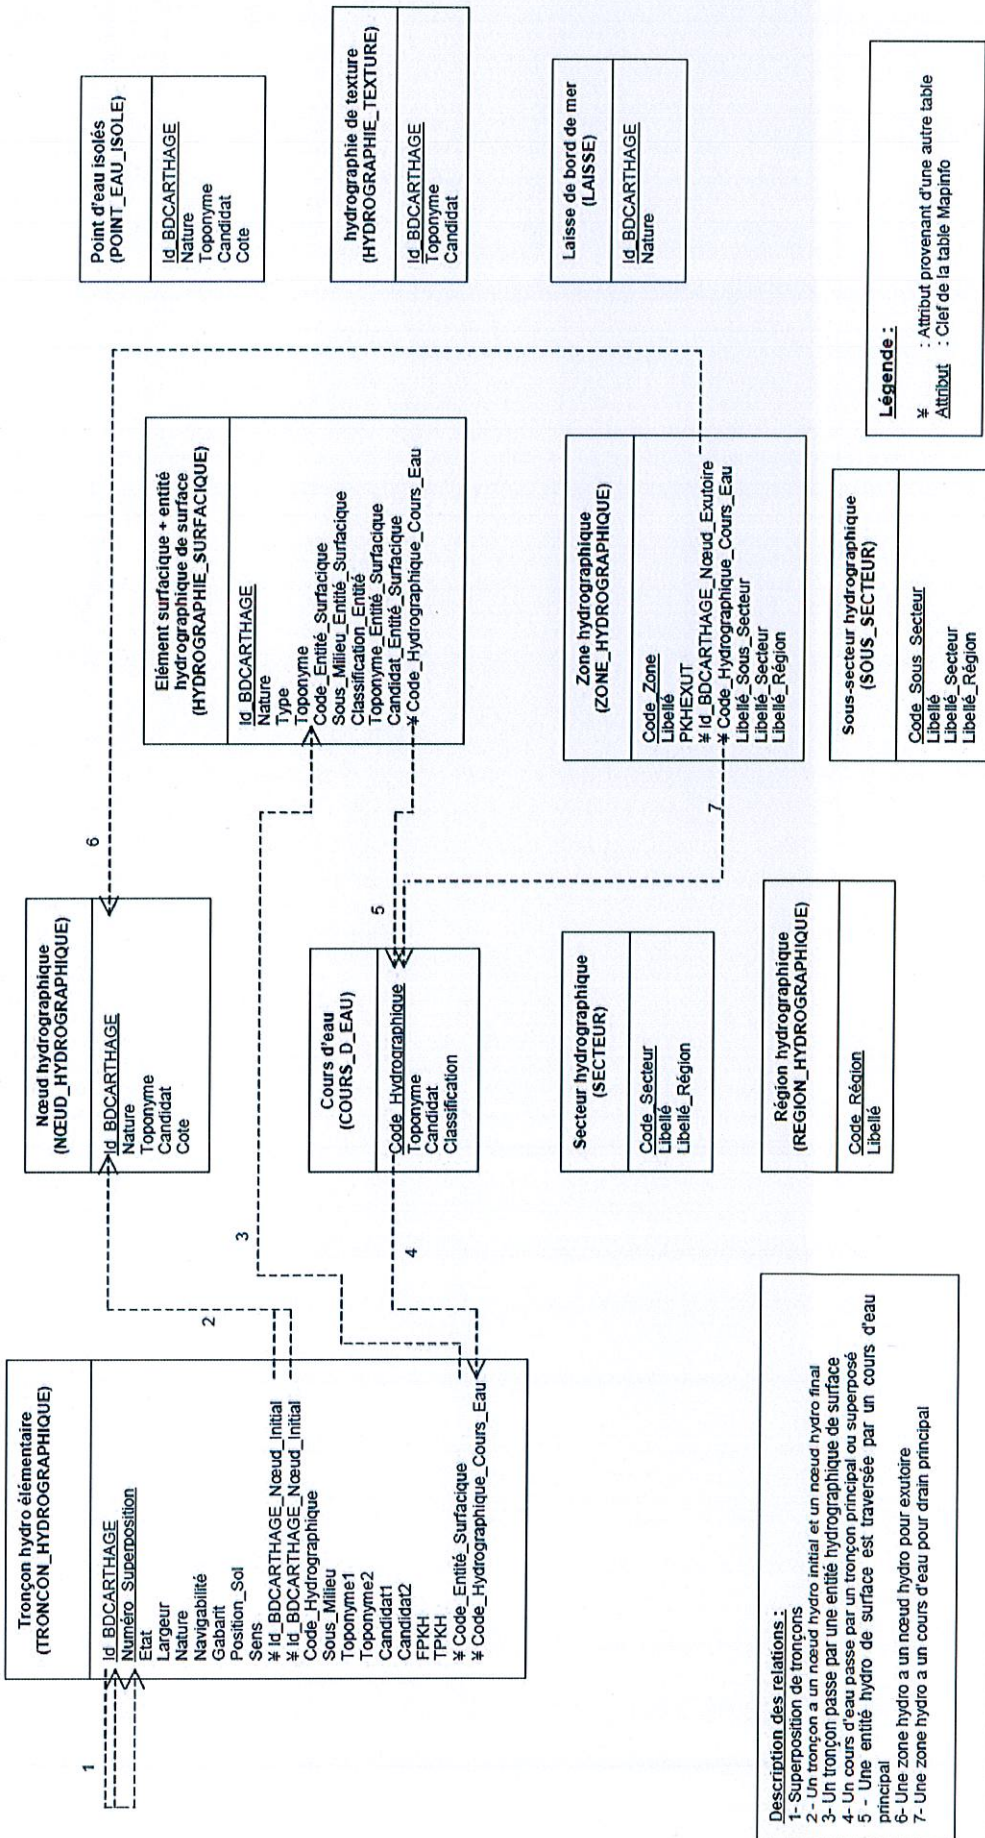 Tronçon hydro élémentaire
(TRONCON_HYDROGRAPHIQUE)
Id_BDCARTHAGE
Numéro_Superposition
Etat
Largeur
Nature
Navigabilité
Gabarit
Position_Sol
Sens
¥ Id_BDCARTHAGE_Nœud_Initial
¥ Id_BDCARTHAGE_Nœud_Initial
Code_Hydrographique
Sous_Milieu
Toponyme1
Toponyme2
Candidat1
Candidat2
FPKH
TPKH
¥ Code_Entité_Surfacique
¥ Code_Hydrographique_Cours_Eau
1
2
3
4
5
6
7
Nœud hydrographique
(NŒUD_HYDROGRAPHIQUE)
Id_BDCARTHAGE
Nature
Toponyme
Candidat
Cote
Cours d'eau
(COURS_D_EAU)
Code_Hydrographique
Toponyme
Candidat
Classification
Secteur hydrographique
(SECTEUR)
Code_Secteur
Libellé
Libellé_Région
Région hydrographique
(REGION_HYDROGRAPHIQUE)
Code_Région
Libellé
Elément surfacique + entité
hydrographique de surface
(HYDROGRAPHIE_SURFACIQUE)
Id_BDCARTHAGE
Nature
Type
Toponyme
Code_Entité_Surfacique
Sous_Milieu_Entité_Surfacique
Classification_Entité
Toponyme_Entité_Surfacique
Candidat_Entité_Surfacique
¥ Code_Hydrographique_Cours_Eau
Zone hydrographique
(ZONE_HYDROGRAPHIQUE)
Code_Zone
Libellé
PKHEXUT
¥ Id_BDCARTHAGE_Nœud_Exutoire
¥ Code_Hydrographique_Cours_Eau
Libellé_Sous_Secteur
Libellé_Secteur
Libellé_Région
Sous-secteur hydrographique
(SOUS_SECTEUR)
Code_Sous_Secteur
Libellé
Libellé_Secteur
Libellé_Région
Point d'eau isolés
(POINT_EAU_ISOLE)
Id_BDCARTHAGE
Nature
Toponyme
Candidat
Cote
hydrographie de texture
(HYDROGRAPHIE_TEXTURE)
Id_BDCARTHAGE
Toponyme
Candidat
Laisse de bord de mer
(LAISSE)
Id_BDCARTHAGE
Nature
Légende :
¥ : Attribut provenant d'une autre table
Attribut : Clef de la table Mapinfo
Description des relations :
1- Superposition de tronçons
2 - Un tronçon a un nœud hydro initial et un nœud hydro final
3- Un tronçon passe par une entité hydrographique de surface
4- Un cours d'eau passe par un tronçon principal ou superposé
5 - Une entité hydro de surface est traversée par un cours d'eau
principal
6- Une zone hydro a un nœud hydro pour exutoire
7- Une zone hydro a un cours d'eau pour drain principal